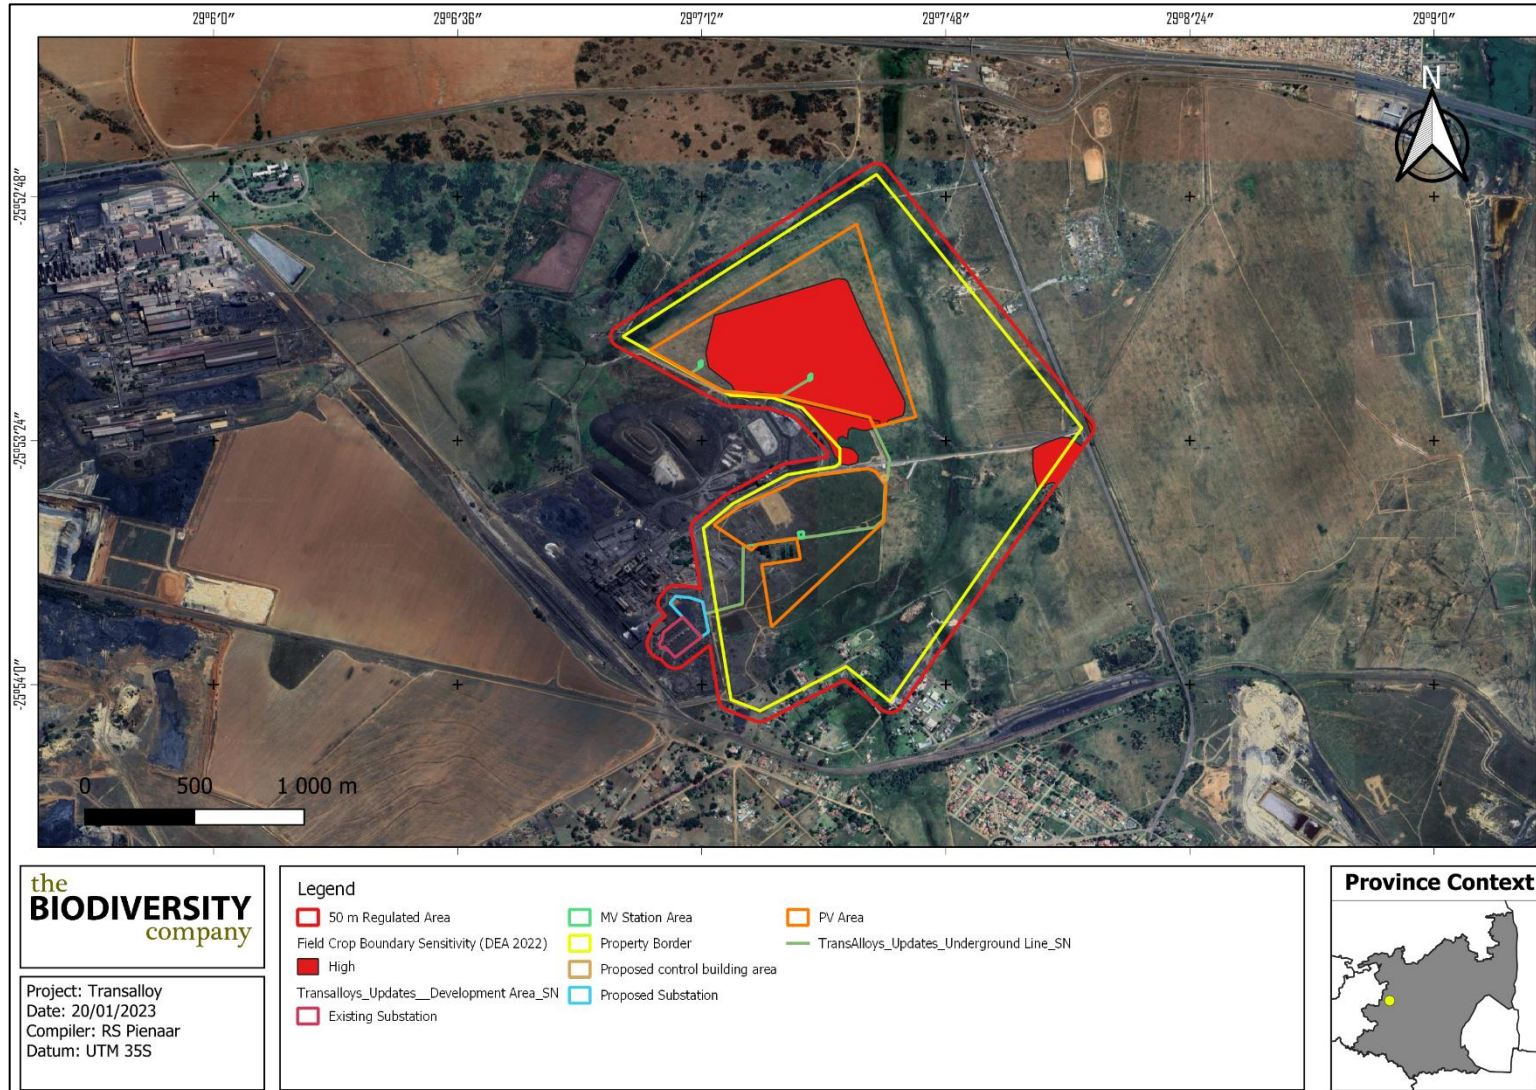 29°6′0″ 29°6′36″ 29°7′12″ 29°7′48″ 29°8′24″ 29°9′0″
-25°52′48″
-25°53′24″
-25°54′0″
N
0 500 1 000 m
the
BIODIVERSITY
company
Project: Transalloy
Date: 20/01/2023
Compiler: RS Pienaar
Datum: UTM 35S
Legend
50 m Regulated Area
Field Crop Boundary Sensitivity (DEA 2022)
High
Transalloys_Updates__Development Area_SN
Existing Substation
MV Station Area
Property Border
Proposed control building area
Proposed Substation
PV Area
TransAlloys_Updates_Underground Line_SN
Province Context